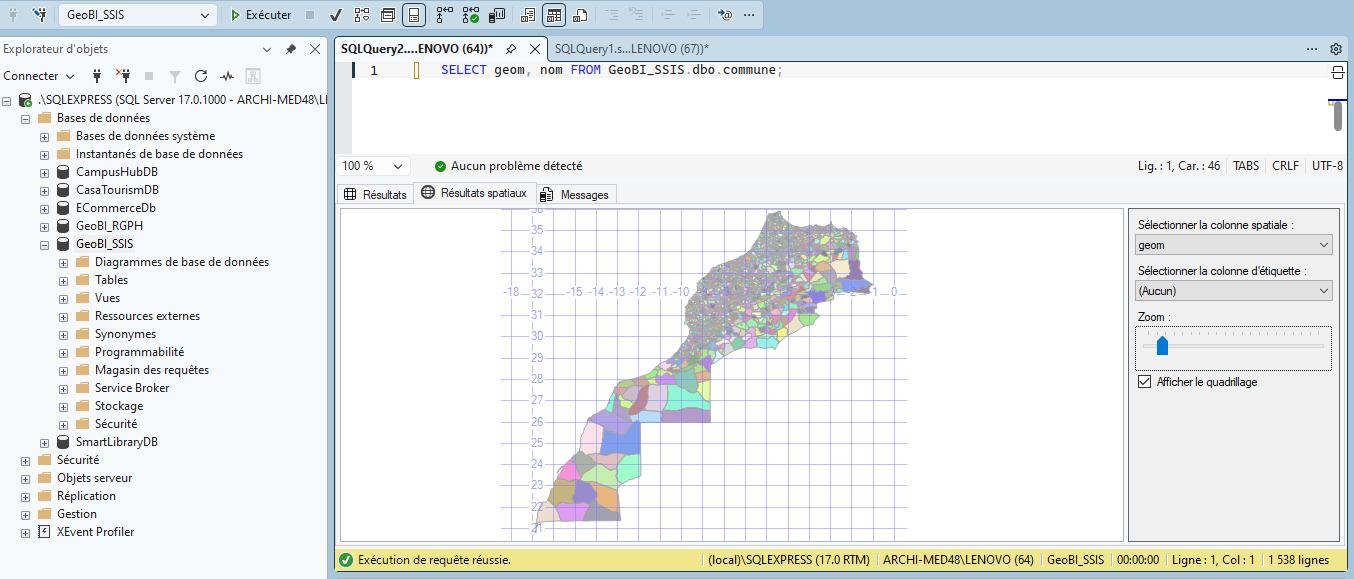 GeoBI_SSIS
Exécuter
Explorateur d'objets
Connecter
.\SQLEXPRESS (SQL Server 17.0.1000 - ARCHI-MED48\LI
Bases de données
Bases de données système
Instantanés de base de données
CampusHubDB
CasaTourismDB
ECommerceDb
GeoBI_RGPH
GeoBI_SSIS
Diagrammes de base de données
Tables
Vues
Ressources externes
Synonymes
Programmabilité
Magasin des requêtes
Service Broker
Stockage
Sécurité
SmartLibraryDB
Sécurité
Objets serveur
Réplication
Gestion
XEvent Profiler
SQLQuery2....ENOVO (64))*
SQLQuery1.s...LENOVO (67))*
1 SELECT geom, nom FROM GeoBI_SSIS.dbo.commune;
100 %
Aucun problème détecté
Lig. : 1, Car. : 46
TABS
CRLF
UTF-8
Résultats
Résultats spatiaux
Messages
36
35
34
33
-18 32 -15 -14 -13 -12 -11 -10 -2 -1 0
31
30
29
28
27
26
25
24
23
22
21
Sélectionner la colonne spatiale :
geom
Sélectionner la colonne d'étiquette :
(Aucun)
Zoom :
Afficher le quadrillage
Exécution de requête réussie.
(local)\SQLEXPRESS (17.0 RTM)
ARCHI-MED48\LENOVO (64)
GeoBI_SSIS
00:00:00
Ligne : 1, Col : 1
1 538 lignes